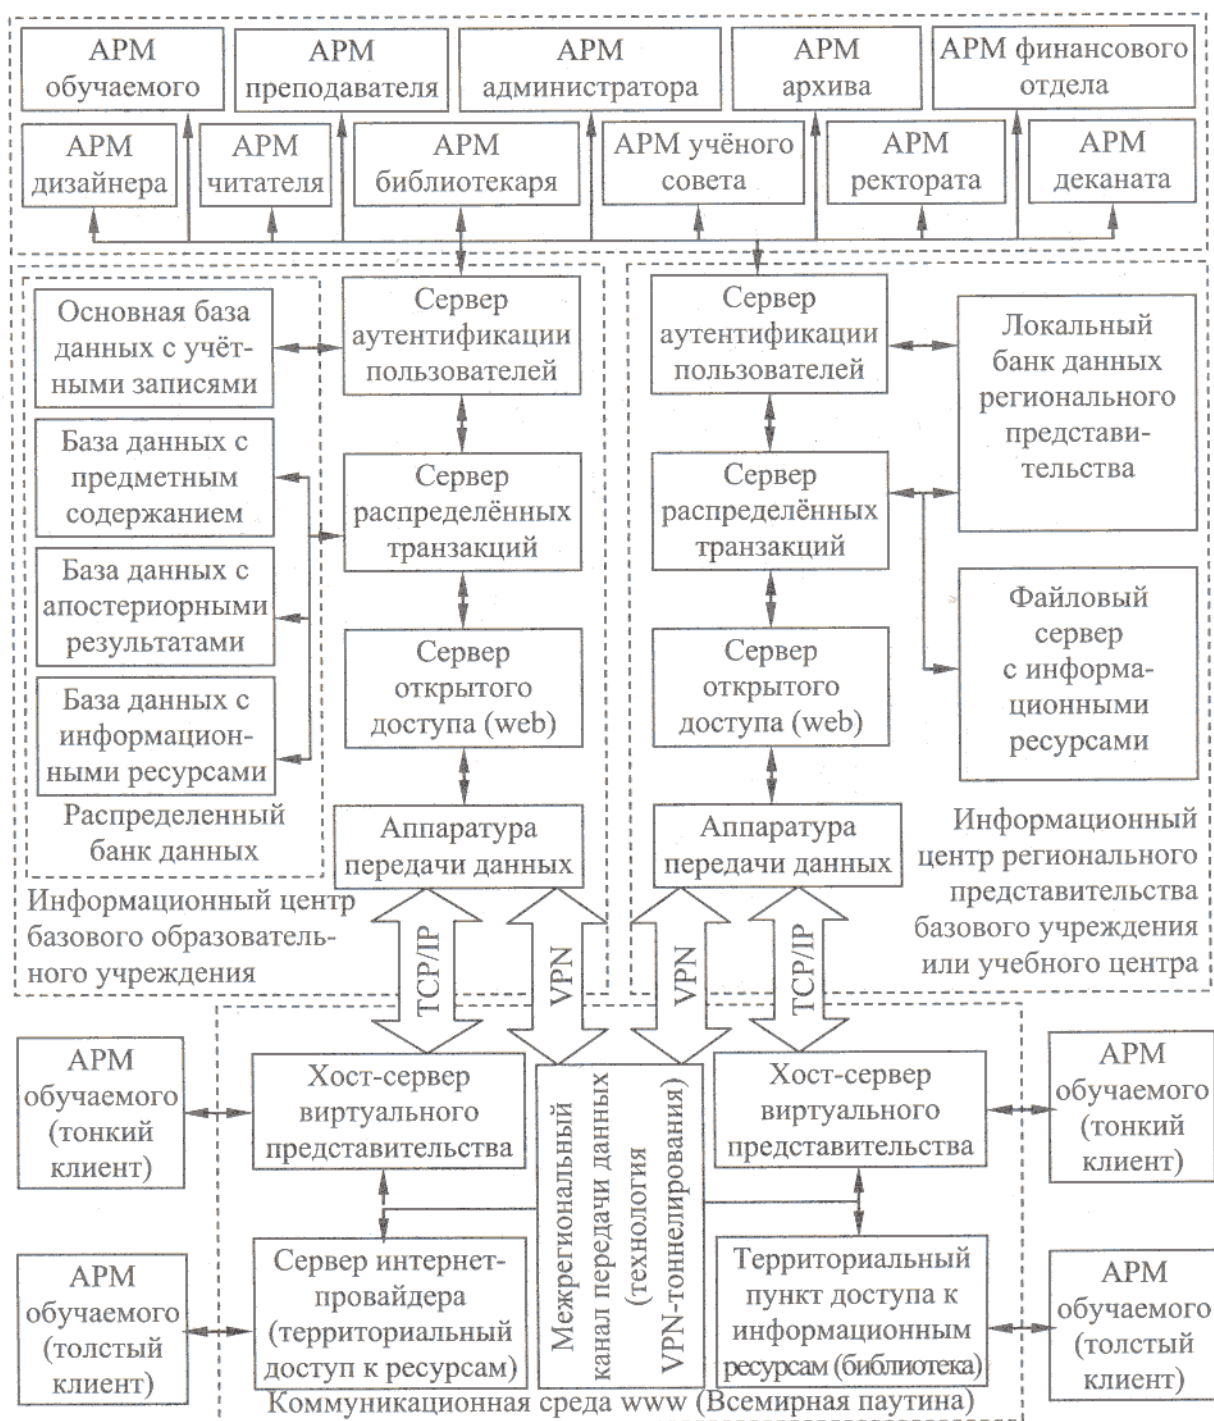 АРМ
обучаемого
АРМ
преподавателя
АРМ
администратора
АРМ
архива
АРМ финансового
отдела
АРМ
дизайнера
АРМ
читателя
АРМ
библиотекаря
АРМ учёного
совета
АРМ
ректората
АРМ
деканата
Основная база
данных с учёт-
ными записями
База данных с
предметным
содержанием
База данных с
апостериорными
результатами
База данных с
информацион-
ными ресурсами
Распределенный
банк данных
Сервер
аутентификации
пользователей
Сервер
распределённых
транзакций
Сервер
открытого
доступа (web)
Аппаратура
передачи данных
Информационный центр
базового образователь-
ного учреждения
Сервер
аутентификации
пользователей
Сервер
распределённых
транзакций
Сервер
открытого
доступа (web)
Аппаратура
передачи данных
Локальный
банк данных
регионального
представи-
тельства
Файловый
сервер
с информа-
ционными
ресурсами
Информационный
центр регионального
представительства
базового учреждения
или учебного центра
TCP/IP
VPN
VPN
TCP/IP
АРМ
обучаемого
(тонкий
клиент)
Хост-сервер
виртуального
представительства
Межрегиональный
канал передачи данных
(технология
VPN-тоннелирования)
Хост-сервер
виртуального
представительства
АРМ
обучаемого
(тонкий
клиент)
АРМ
обучаемого
(толстый
клиент)
Сервер интернет-
провайдера
(территориальный
доступ к ресурсам)
Территориальный
пункт доступа к
информационным
ресурсам (библиотека)
АРМ
обучаемого
(толстый
клиент)
Коммуникационная среда www (Всемирная паутина)